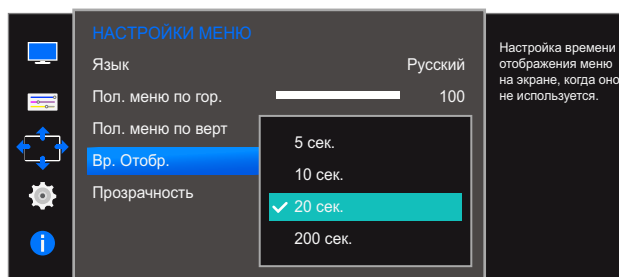 НАСТРОЙКИ МЕНЮ
Язык Русский
Пол. меню по гор. 100
Пол. меню по верт
Вр. Отобр.
Прозрачность
5 сек.
10 сек.
20 сек.
200 сек.
Настройка времени
отображения меню
на экране, когда оно
не используется.